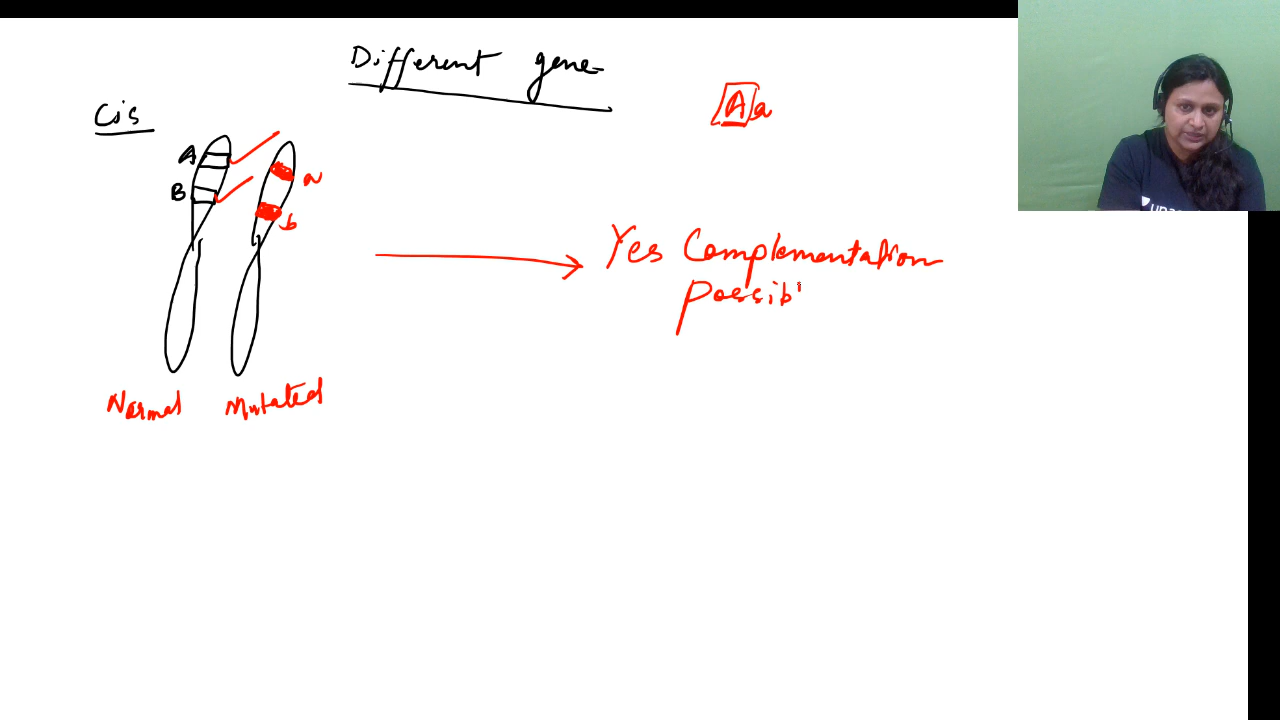 Different gene
Cis
Aa
A
B
a
b
Yes Complementation
Possib
Normal
Mutated